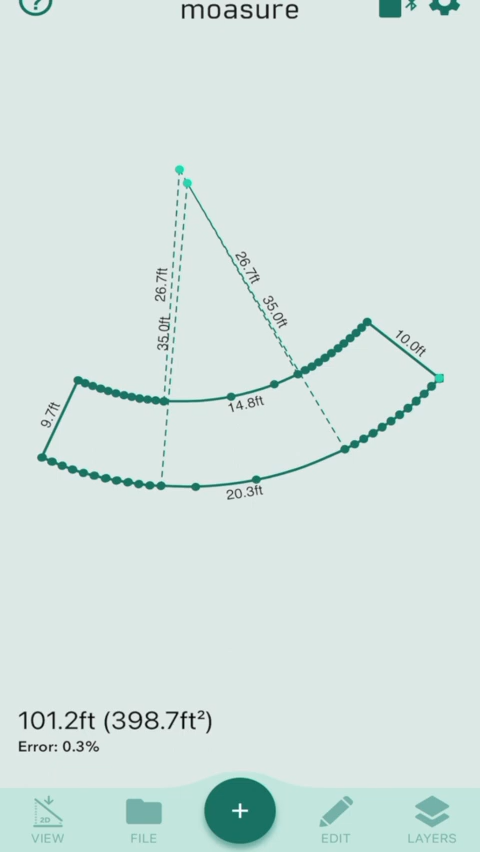 ?
moasure
26.7ft
26.7ft
35.0ft
35.0ft
10.0ft
14.8ft
9.7ft
20.3ft
101.2ft (398.7ft²)
Error: 0.3%
2D
+
VIEW
FILE
EDIT
LAYERS